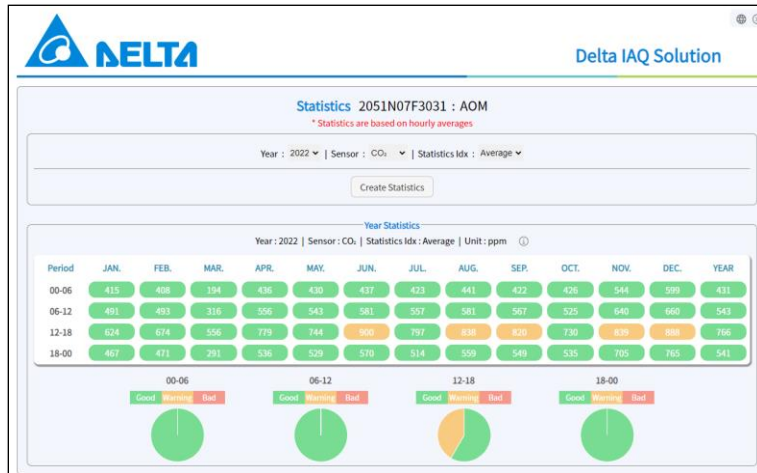 DELTA
Delta IAQ Solution
Statistics 2051N07F3031 : AOM
* Statistics are based on hourly averages
Year : 2022 | Sensor : CO₂ | Statistics Idx : Average
Create Statistics
Year Statistics
Year : 2022 | Sensor : CO₂ | Statistics Idx : Average | Unit : ppm
Period JAN. FEB. MAR. APR. MAY. JUN. JUL. AUG. SEP. OCT. NOV. DEC. YEAR
00-06 415 408 194 436 430 437 423 441 422 426 544 599 431
06-12 491 493 316 556 543 581 557 581 567 525 640 660 543
12-18 624 674 556 779 744 900 797 838 820 730 839 888 766
18-00 467 471 291 536 529 570 514 559 549 535 705 765 541
00-06 06-12 12-18 18-00
Good Warning Bad Good Warning Bad Good Warning Bad Good Warning Bad